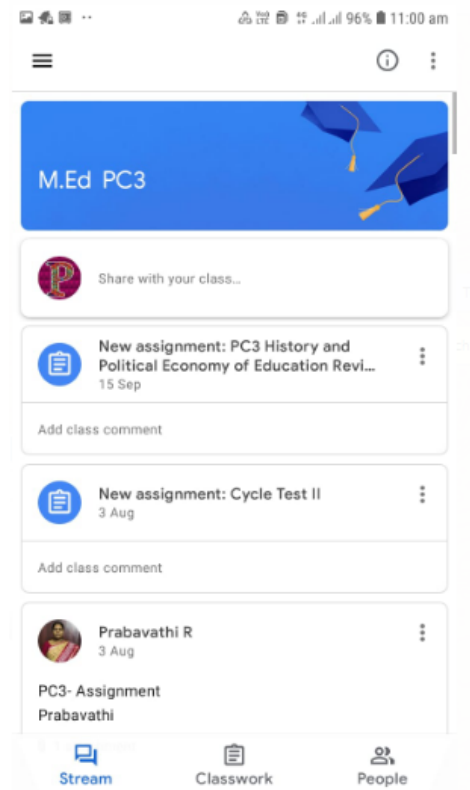 96% 11:00 am
M.Ed PC3
P
Share with your class...
New assignment: PC3 History and
Political Economy of Education Revi...
15 Sep
Add class comment
New assignment: Cycle Test II
3 Aug
Add class comment
Prabavathi R
3 Aug
PC3- Assignment
Prabavathi
Stream Classwork People